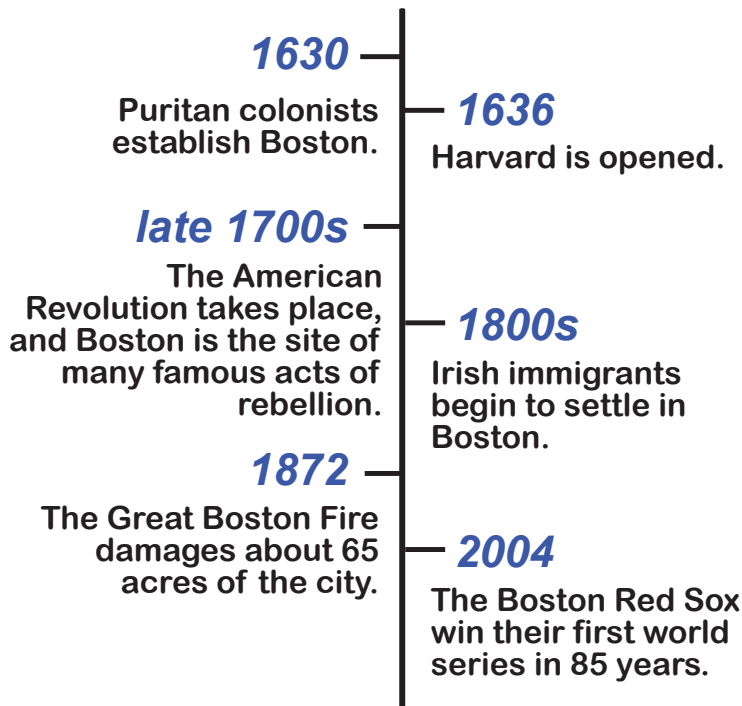 1630
Puritan colonists
establish Boston.
1636
Harvard is opened.
late 1700s
The American
Revolution takes place,
and Boston is the site of
many famous acts of
rebellion.
1800s
Irish immigrants
begin to settle in
Boston.
1872
The Great Boston Fire
damages about 65
acres of the city.
2004
The Boston Red Sox
win their first world
series in 85 years.